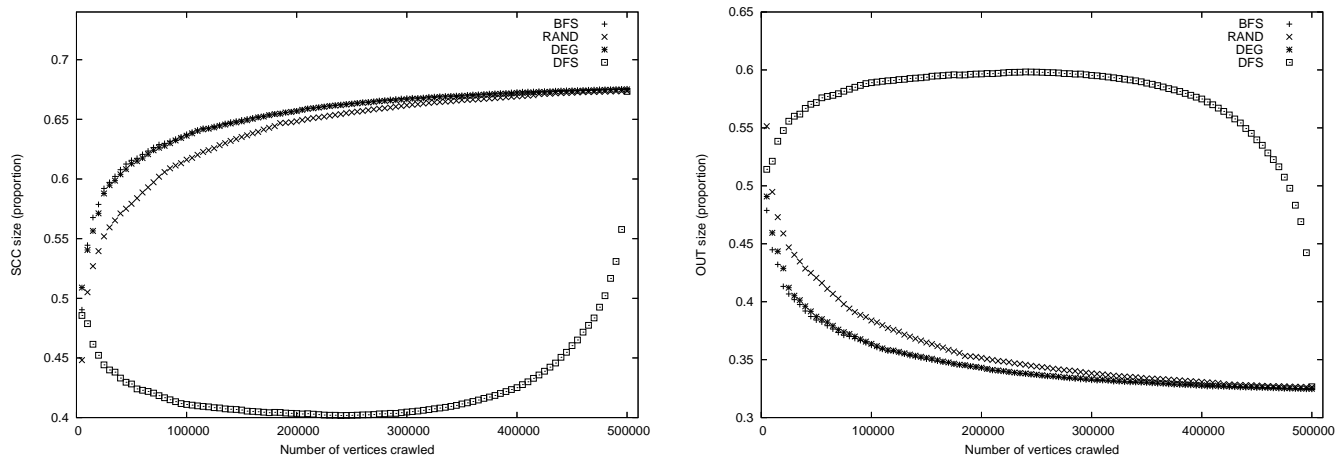 0.7
0.65
0.6
0.55
0.5
0.45
0.4
SCC size (proportion)
0 100000 200000 300000 400000 500000
Number of vertices crawled
BFS
RAND
DEG
DFS
0.65
0.6
0.55
0.5
0.45
0.4
0.35
0.3
OUT size (proportion)
0 100000 200000 300000 400000 500000
Number of vertices crawled
BFS
RAND
DEG
DFS